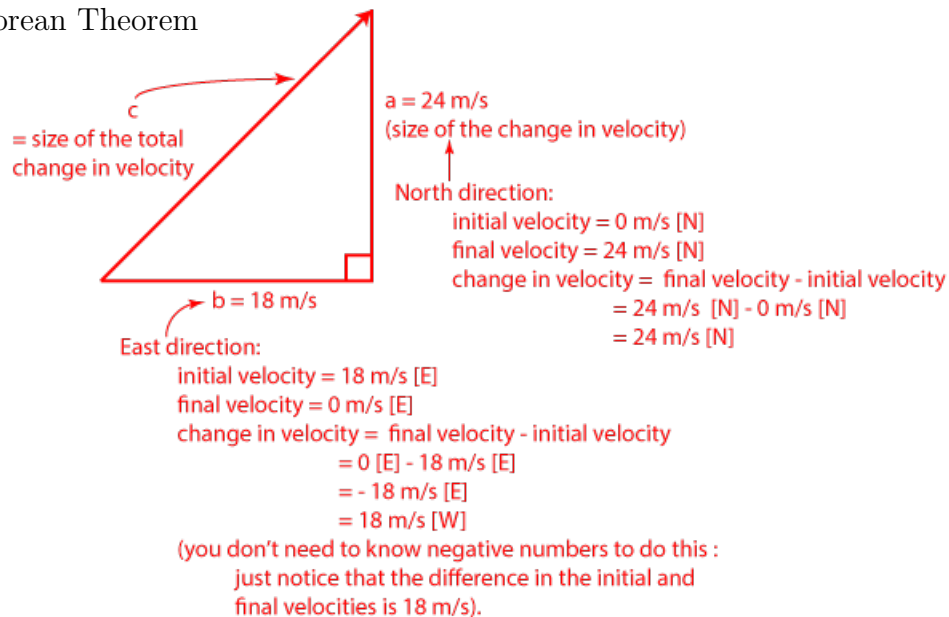 orean Theorem
c
= size of the total
change in velocity
a = 24 m/s
(size of the change in velocity)
North direction:
initial velocity = 0 m/s [N]
final velocity = 24 m/s [N]
change in velocity = final velocity - initial velocity
= 24 m/s [N] - 0 m/s [N]
= 24 m/s [N]
b = 18 m/s
East direction:
initial velocity = 18 m/s [E]
final velocity = 0 m/s [E]
change in velocity = final velocity - initial velocity
= 0 [E] - 18 m/s [E]
= - 18 m/s [E]
= 18 m/s [W]
(you don't need to know negative numbers to do this :
just notice that the difference in the initial and
final velocities is 18 m/s).